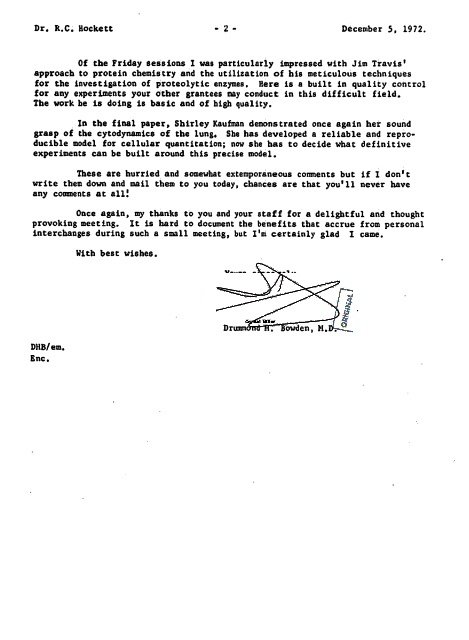 Dr. R.C. Hockett
- 2 -
December 5, 1972.
Of the Friday sessions I was particularly impressed with Jim Travis'
approach to protein chemistry and the utilization of his meticulous techniques
for the investigation of proteolytic enzymes. Here is a built in quality control
for any experiments your other grantees may conduct in this difficult field.
The work he is doing is basic and of high quality.
In the final paper, Shirley Kaufman demonstrated once again her sound
grasp of the cytodynamics of the lung. She has developed a reliable and repro-
ducible model for cellular quantitation; now she has to decide what definitive
experiments can be built around this precise model.
These are hurried and somewhat extemporaneous comments but if I don't
write them down and mail them to you today, chances are that you'll never have
any comments at all!
Once again, my thanks to you and your staff for a delightful and thought
provoking meeting. It is hard to document the benefits that accrue from personal
interchanges during such a small meeting, but I'm certainly glad I came.
With best wishes.
Drummond H. Bowden, M.D.
ORIGINAL
DHB/em.
Enc.